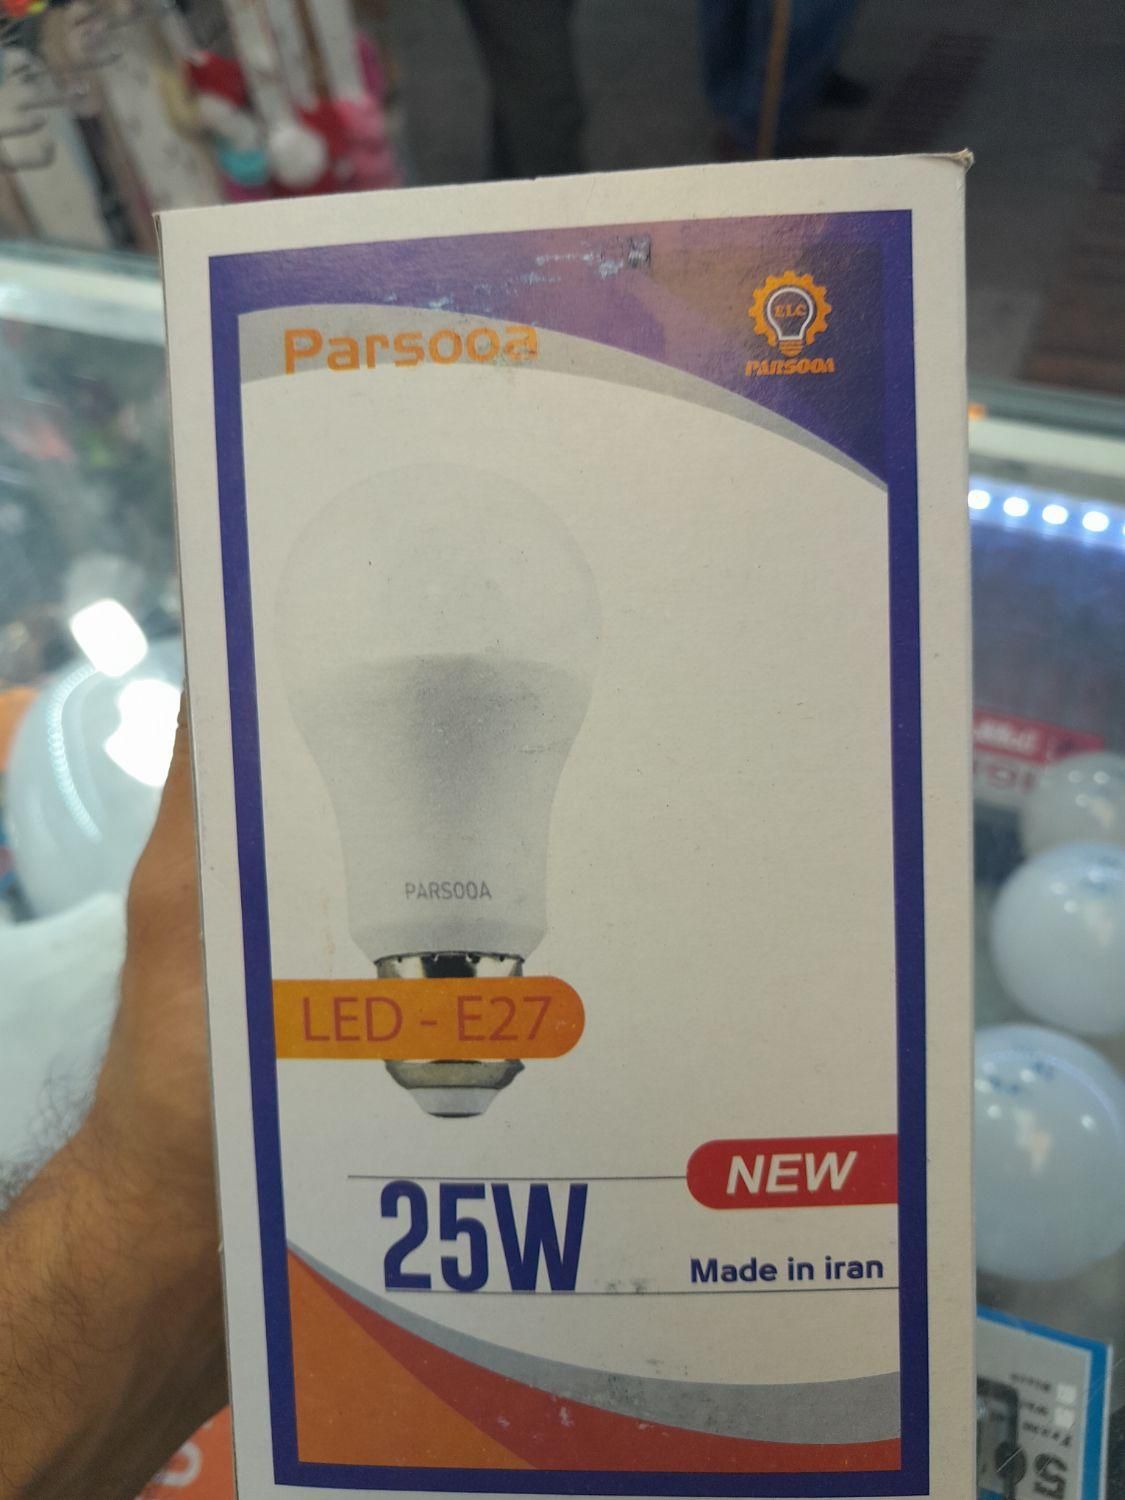 Parsooa
ELC
PARSOOA
PARSOOA
LED - E27
NEW
25W
Made in iran